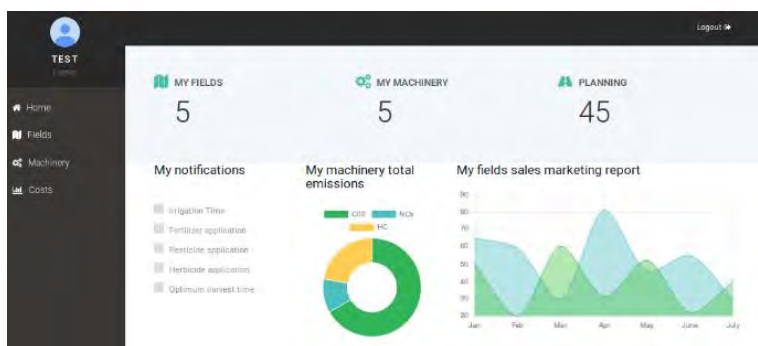 Logout
TEST
Farmer
Home
Fields
Machinery
Costs
MY FIELDS
5
MY MACHINERY
5
PLANNING
45
My notifications
Irrigation Time
Fertilizer application
Pesticide application
Herbicide application
Optimum harvest time
My machinery total
emissions
CO2
NOx
HC
My fields sales marketing report
90
80
70
60
50
40
30
20
Jan
Feb
Mar
Apr
May
June
July